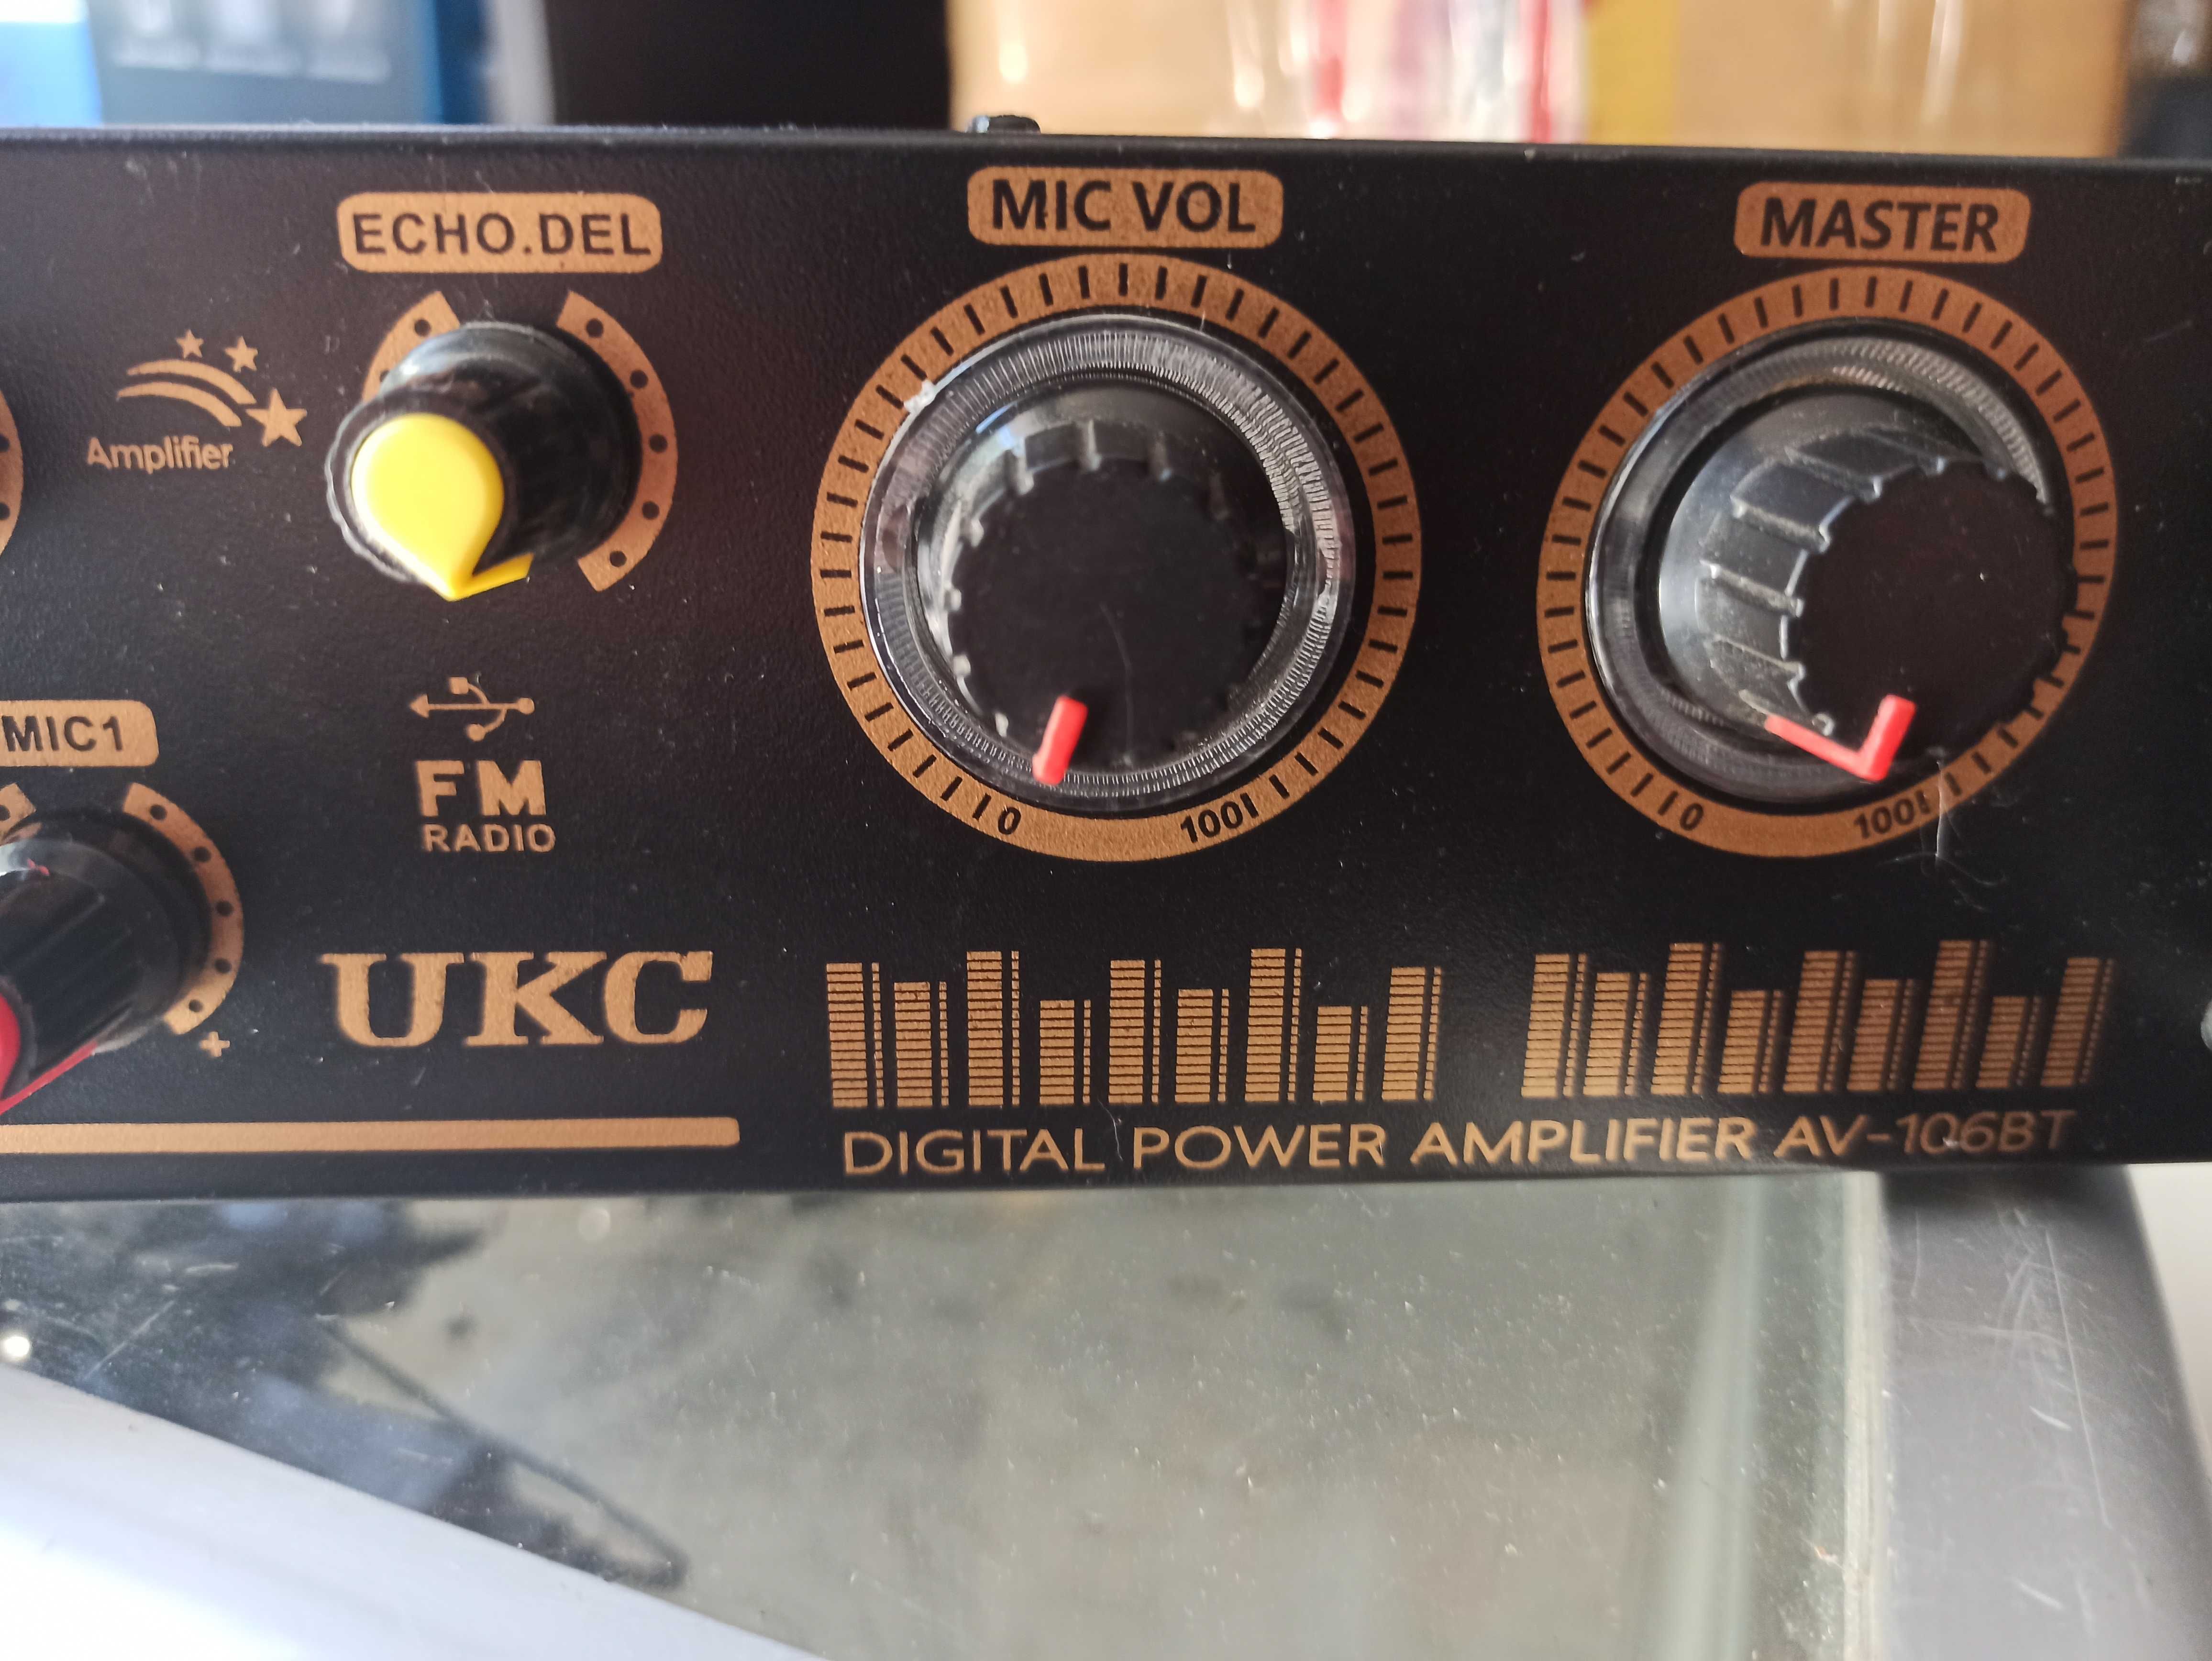 ECHO.DEL
MIC VOL
MASTER
Amplifier
MIC1
FM
RADIO
0
100
0
100
+
UKC
DIGITAL POWER AMPLIFIER AV-106BT